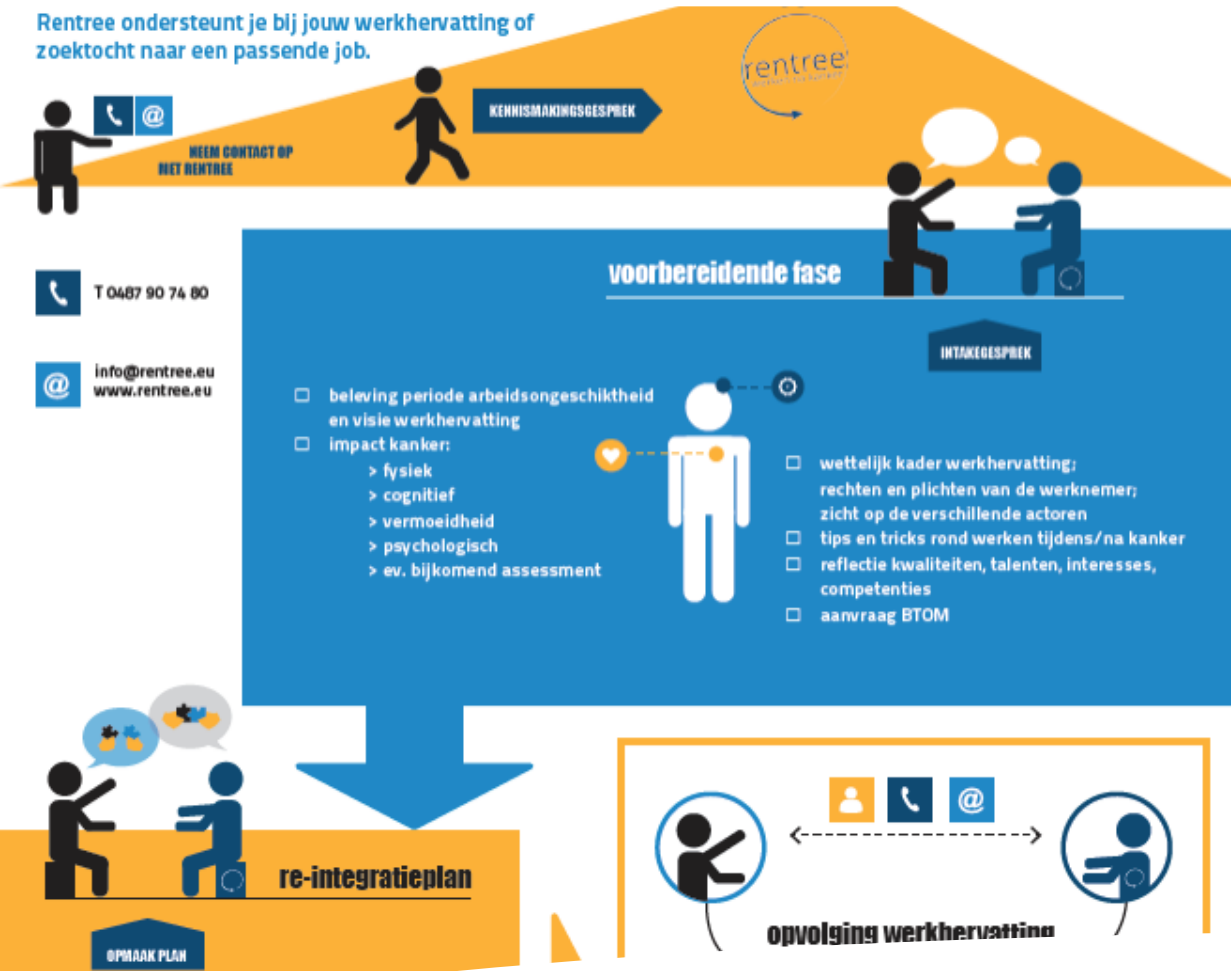 Rentree ondersteunt je bij jouw werkhervatting of
zoektocht naar een passende job.
rentree
@
KENNISMAKINGSGESPREK
NEEM CONTACT OP
MET RENTREE
T 0487 90 74 80
@
info@rentree.eu
www.rentree.eu
voorbereidende fase
INTAKEGESPREK
beleving periode arbeidsongeschiktheid
en visie werkhervatting
impact kanker:
> fysiek
> cognitief
> vermoeidheid
> psychologisch
> ev. bijkomend assessment
wettelijk kader werkhervatting;
rechten en plichten van de werknemer;
zicht op de verschillende actoren
tips en tricks rond werken tijdens/na kanker
reflectie kwaliteiten, talenten, interesses,
competenties
aanvraag BTOM
re-integratieplan
OPMAAK PLAN
@
opvolging werkhervatting